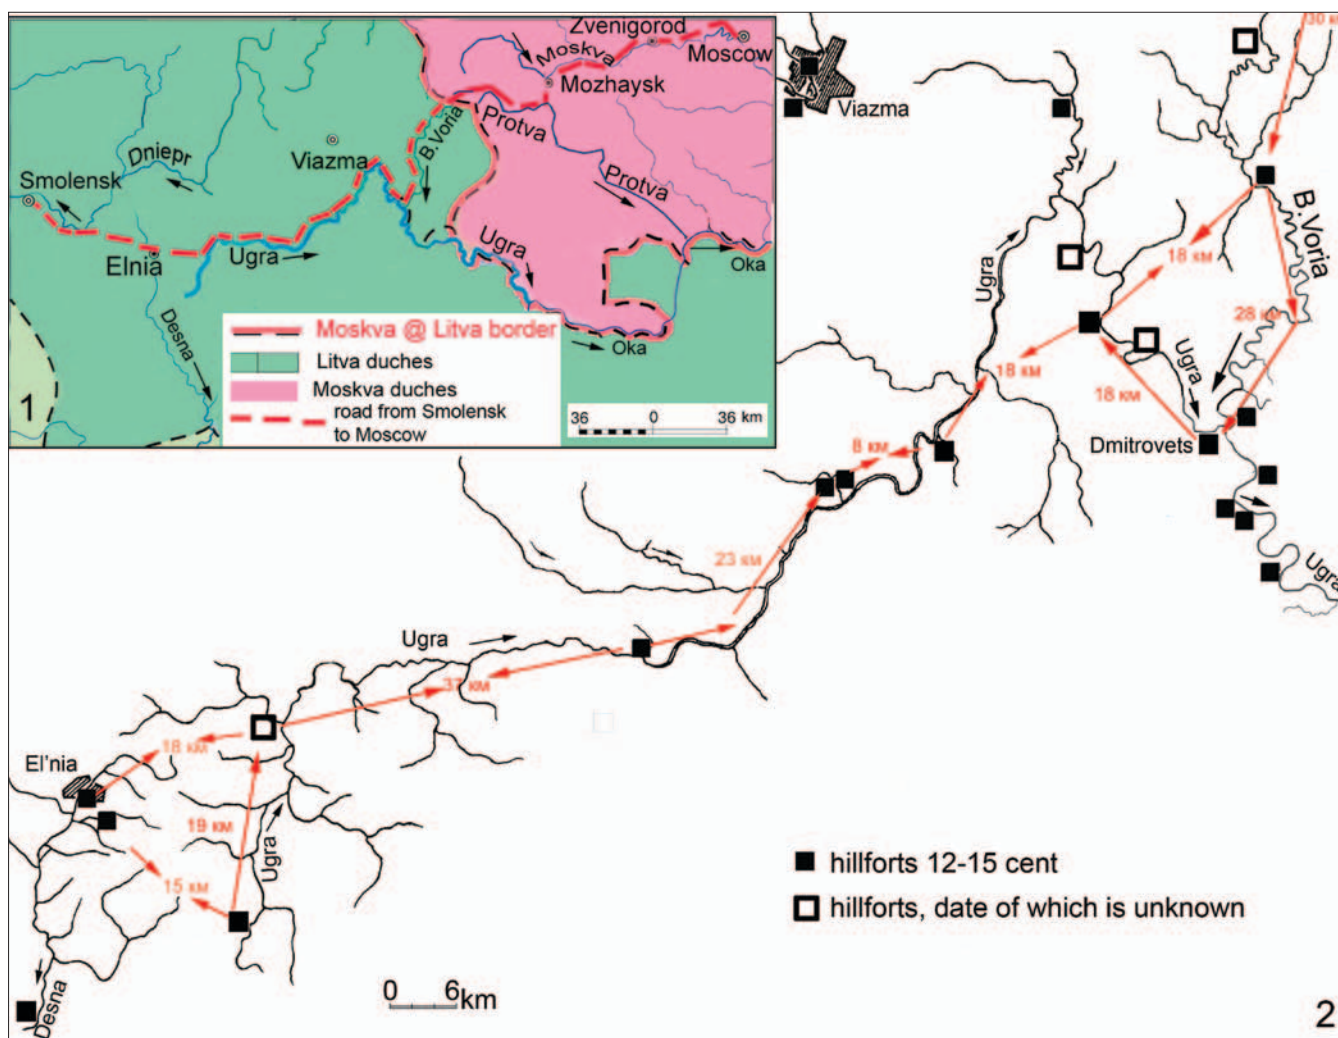 Zvenigorod
Moskva
Moscow
Mozhaysk
Protva
B.Voria
Dniepr
Viazma
Smolensk
Protva
Ugra
Elnia
Ugra
Oka
Desna
Oka
Moskva @ Litva border
Litva duches
Moskva duches
road from Smolensk
to Moscow
36 0 36 km
1
Viazma
B.Voria
18 км
Ugra
28 км
Ugra
18 км
18 км
Dmitrovets
8 км
23 км
Ugra
Ugra
37 км
18 км
El'nia
19 км
Ugra
15 км
hillforts 12-15 cent
hillforts, date of which is unknown
0 6
km
Desna
2